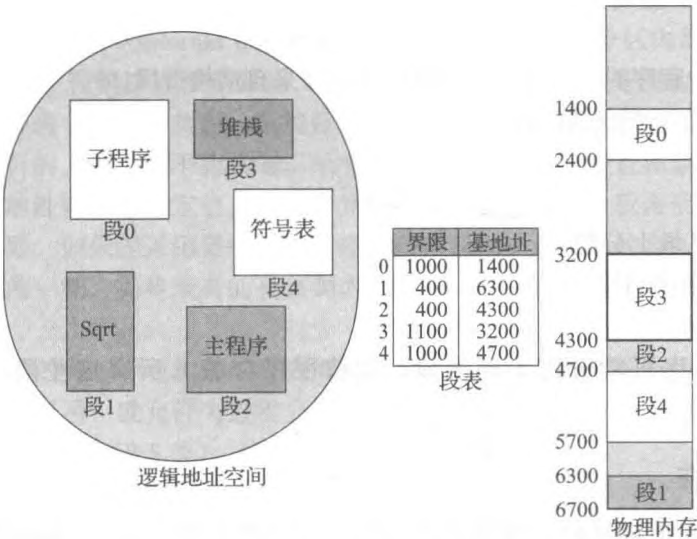 子程序
段0
堆栈
段3
符号表
段4
Sqrt
段1
主程序
段2
逻辑地址空间
界限 基地址
0 1000 1400
1 400 6300
2 400 4300
3 1100 3200
4 1000 4700
段表
1400
段0
2400
3200
段3
4300
段2
4700
段4
5700
6300
段1
6700
物理内存